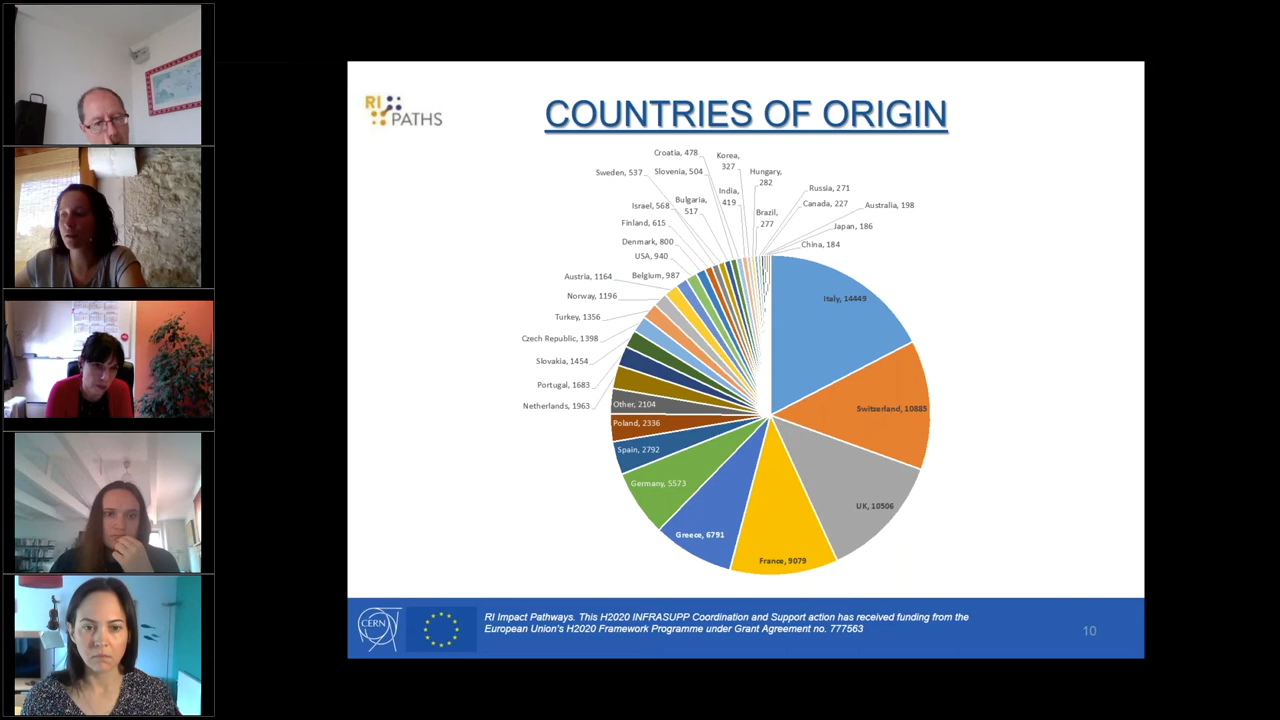 RI
PATHS
COUNTRIES OF ORIGIN
Croatia, 478
Korea,
327
Sweden, 537
Slovenia, 504
Hungary,
282
India,
419
Russia, 271
Israel, 568
Bulgaria,
517
Canada, 227
Australia, 198
Brazil,
277
Finland, 615
Japan, 186
Denmark, 800
China, 184
USA, 940
Austria, 1164
Belgium, 987
Norway, 1196
Italy, 14449
Turkey, 1356
Czech Republic, 1398
Slovakia, 1454
Portugal, 1683
Netherlands, 1963
Other, 2104
Switzerland, 10885
Poland, 2336
Spain, 2792
Germany, 5573
UK, 10506
Greece, 6791
France, 9079
CERN
RI Impact Pathways. This H2020 INFRASUPP Coordination and Support action has received funding from the
European Union's H2020 Framework Programme under Grant Agreement no. 777563
10